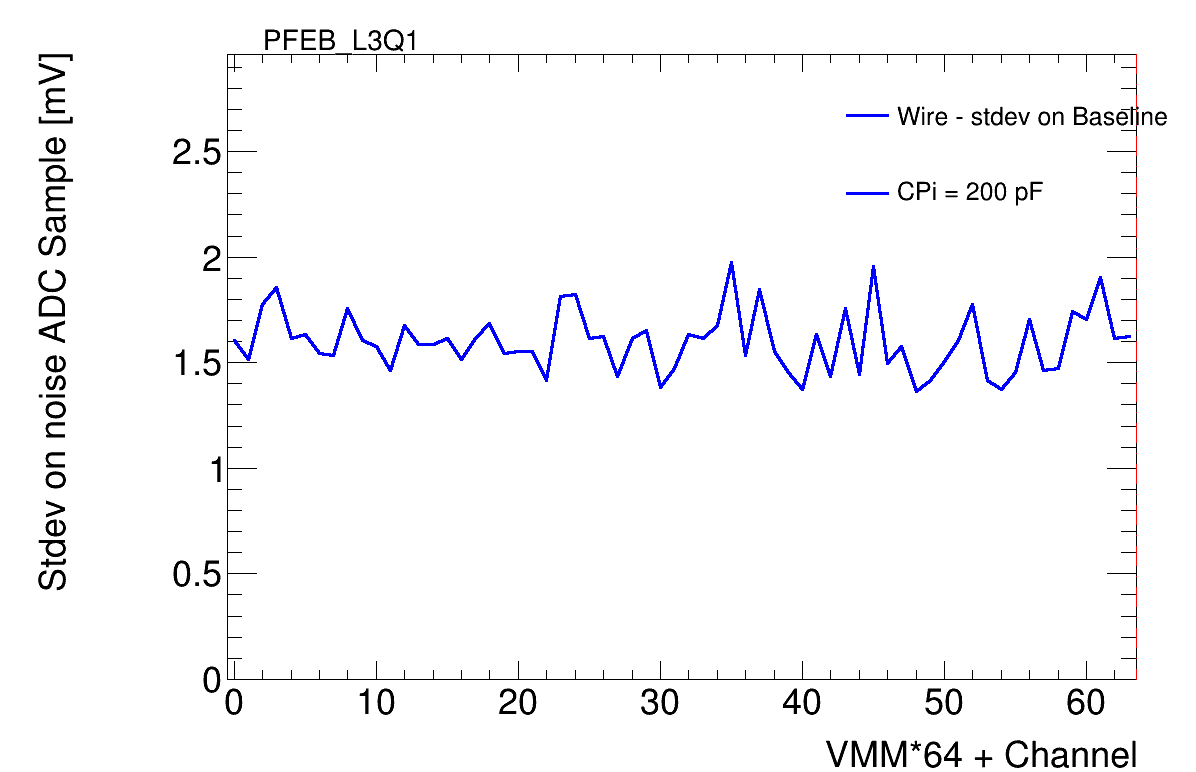 PFEB_L3Q1
Stdev on noise ADC Sample [mV]
Wire - stdev on Baseline
CPi = 200 pF
2.5
2
1.5
1
0.5
0
0 10 20 30 40 50 60
VMM*64 + Channel